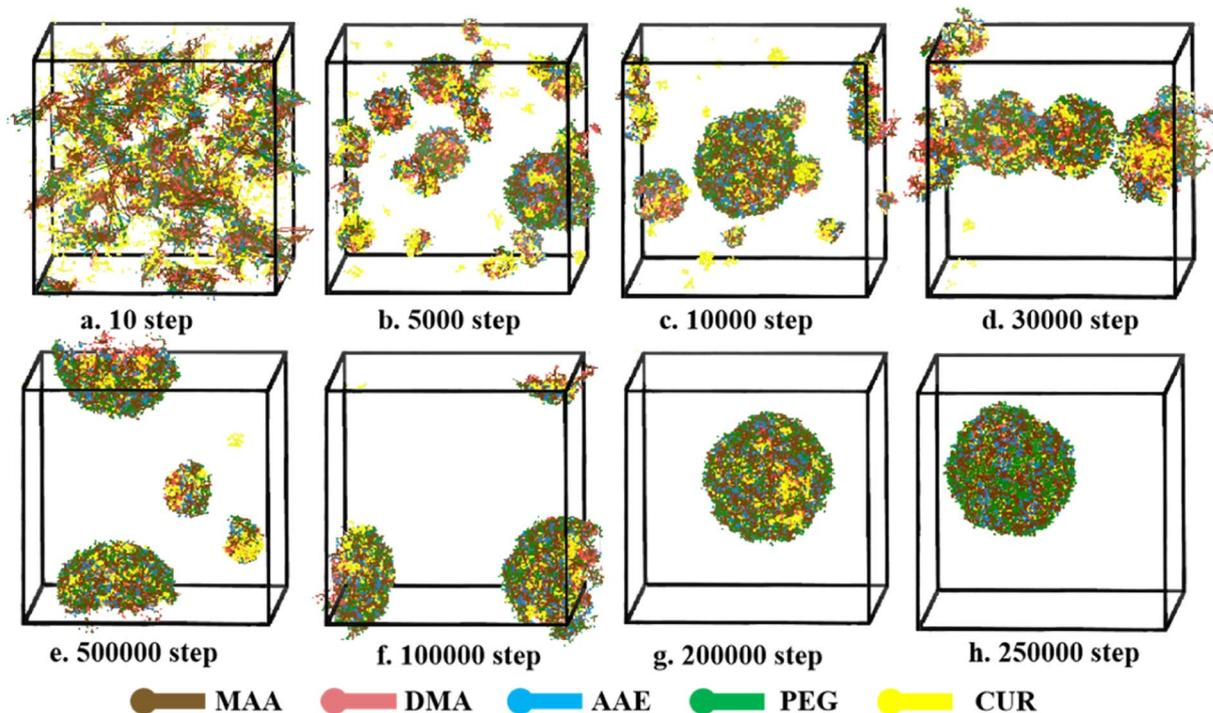 a. 10 step
b. 5000 step
c. 10000 step
d. 30000 step
e. 500000 step
f. 100000 step
g. 200000 step
h. 250000 step
MAA DMA AAE PEG CUR